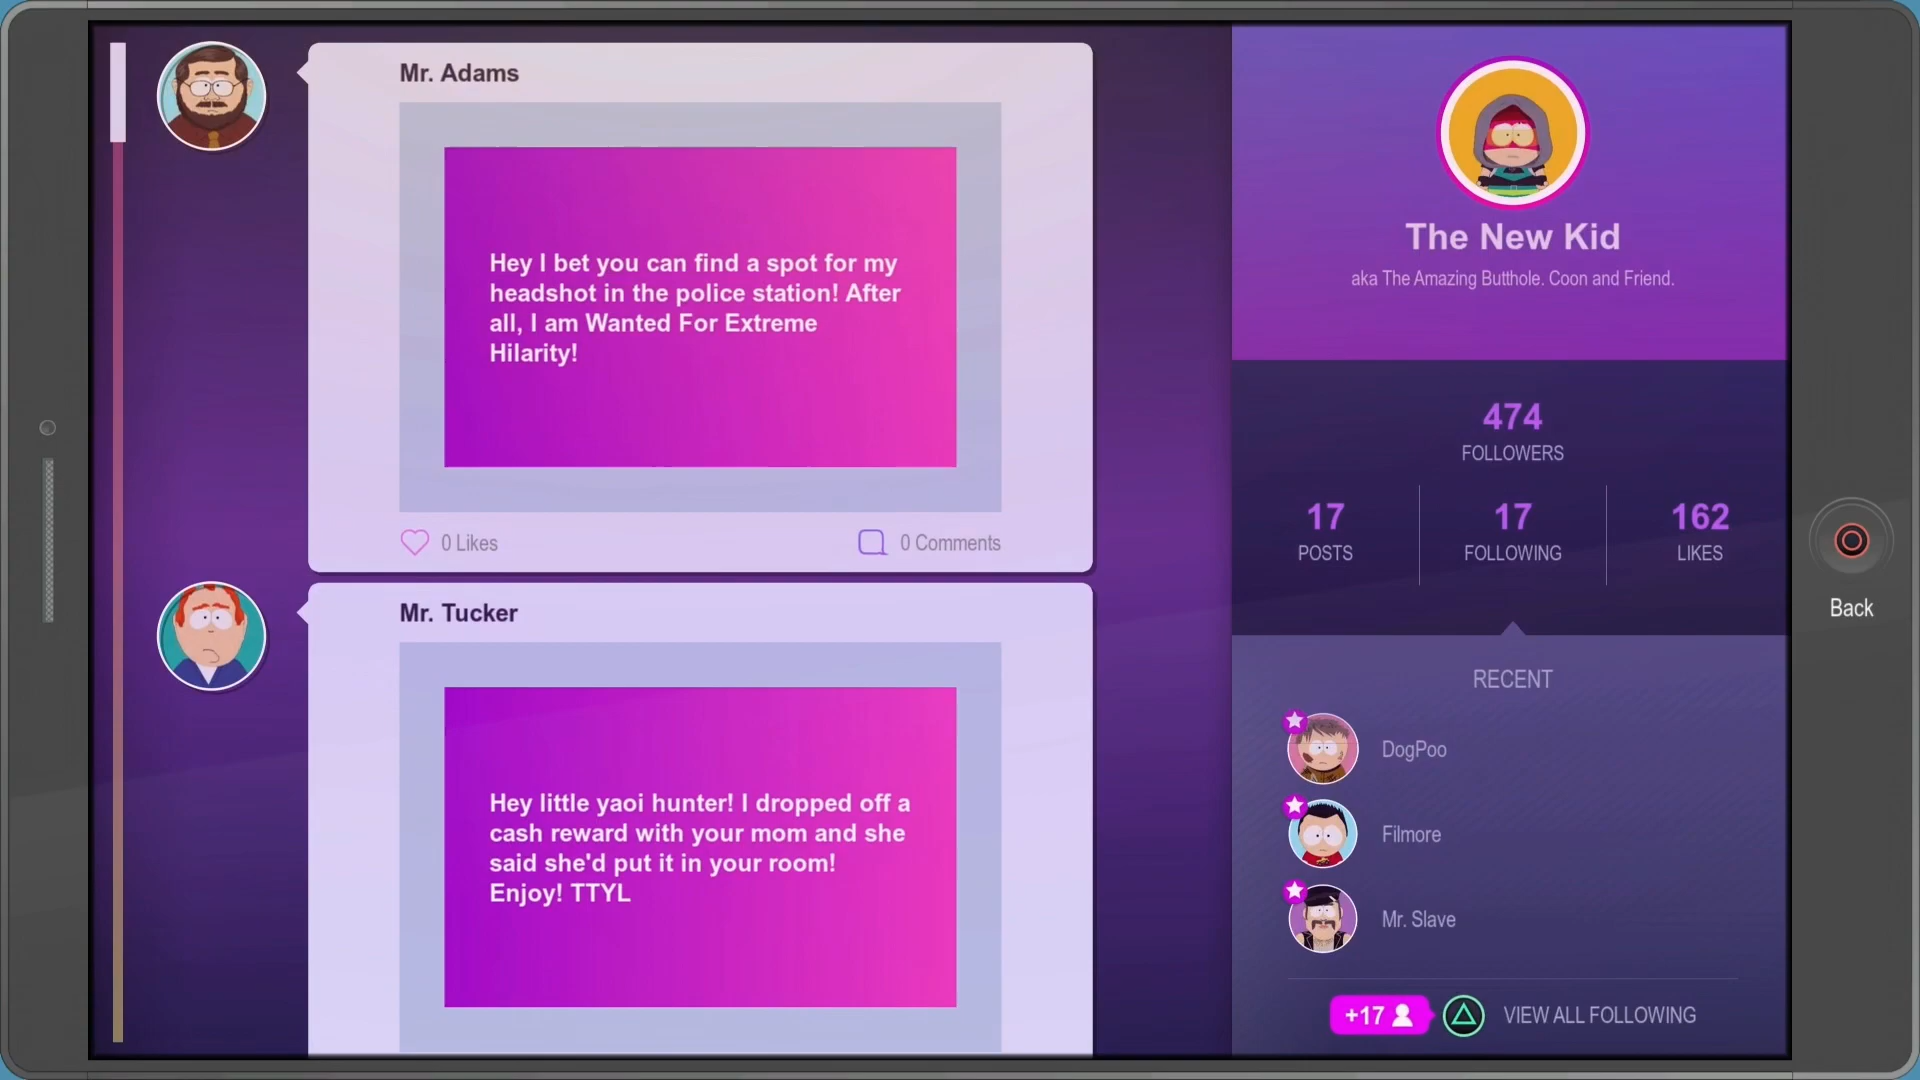 Mr. Adams
Hey I bet you can find a spot for my
headshot in the police station! After
all, I am Wanted For Extreme
Hilarity!
0 Likes
0 Comments
Mr. Tucker
Hey little yaoi hunter! I dropped off a
cash reward with your mom and she
said she'd put it in your room!
Enjoy! TTYL
The New Kid
aka The Amazing Butthole. Coon and Friend.
474
FOLLOWERS
17
POSTS
17
FOLLOWING
162
LIKES
RECENT
DogPoo
Filmore
Mr. Slave
+17
VIEW ALL FOLLOWING
Back